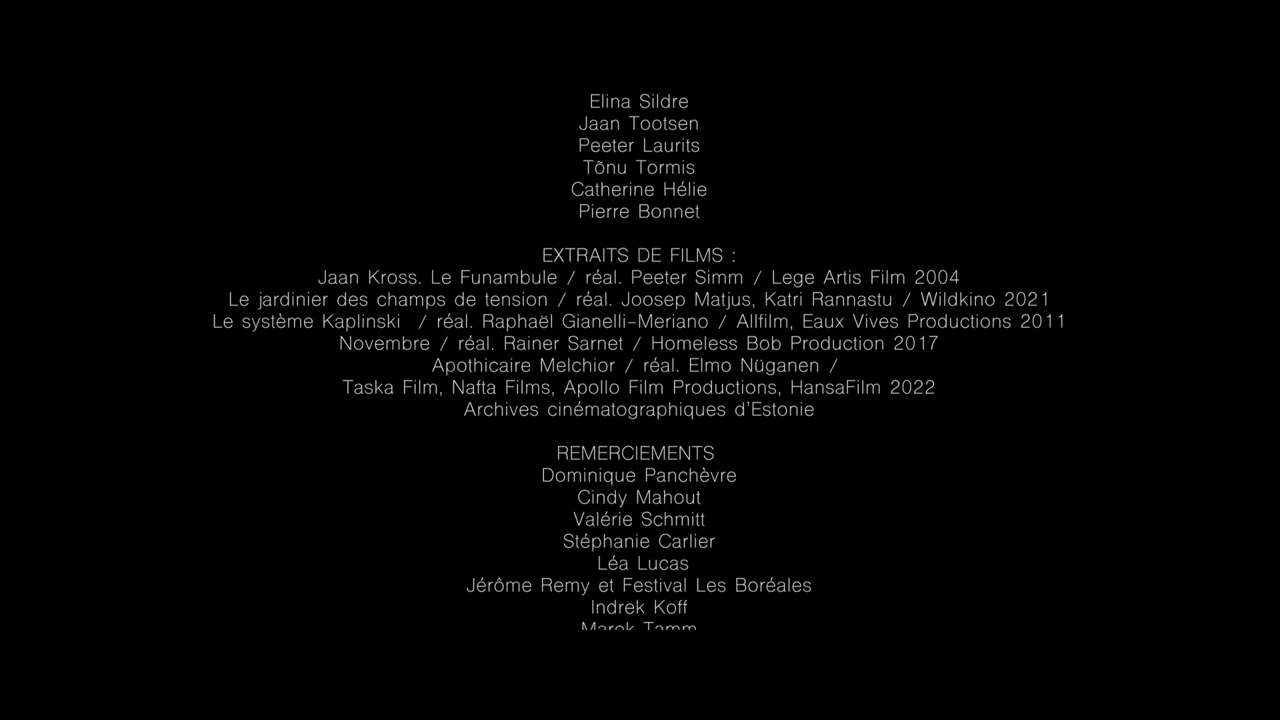 Elina Sildre
Jaan Tootsen
Peeter Laurits
Tõnu Tormis
Catherine Hélie
Pierre Bonnet
EXTRAITS DE FILMS :
Jaan Kross. Le Funambule / réal. Peeter Simm / Lege Artis Film 2004
Le jardinier des champs de tension / réal. Joosep Matjus, Katri Rannastu / Wildkino 2021
Le système Kaplinski / réal. Raphaël Gianelli-Meriano / Allfilm, Eaux Vives Productions 2011
Novembre / réal. Rainer Sarnet / Homeless Bob Production 2017
Apothicaire Melchior / réal. Elmo Nüganen /
Taska Film, Nafta Films, Apollo Film Productions, HansaFilm 2022
Archives cinématographiques d'Estonie
REMERCIEMENTS
Dominique Panchèvre
Cindy Mahout
Valérie Schmitt
Stéphanie Carlier
Léa Lucas
Jérôme Remy et Festival Les Boréales
Indrek Koff
Marek Tamm